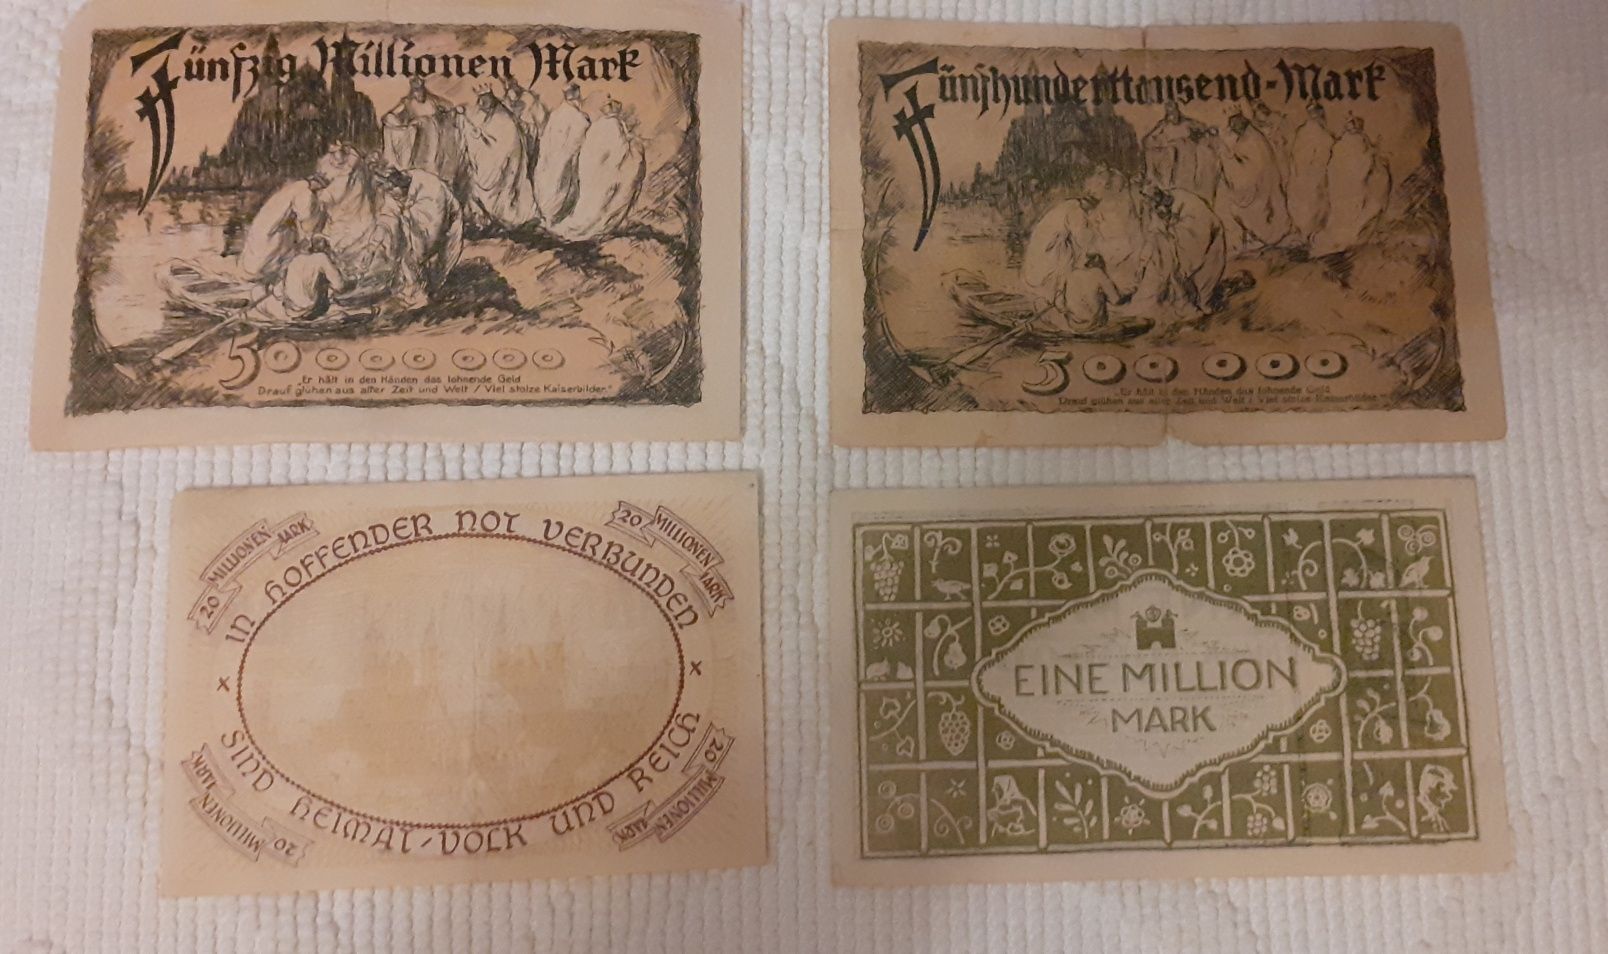 Fünfzig Millionen Mark
50 000 000
„Er hält in den Händen das lohnende Geld
Drauf glühen aus alter Zeit und Welt / Viel stolze Kaiserbilder."
Fünfhunderttausend-Mark
500 000
„Er hält in den Händen das lohnende Geld
Drauf glühen aus alter Zeit und Welt / Viel stolze Kaiserbilder."
20 MILLIONEN MARK
20 MILLIONEN MARK
IN HOFFENDER NOT VERBUNDEN
SIND HEIMAT/VOLK UND REICH
20 MILLIONEN MARK
20 MILLIONEN MARK
EINE MILLION
MARK